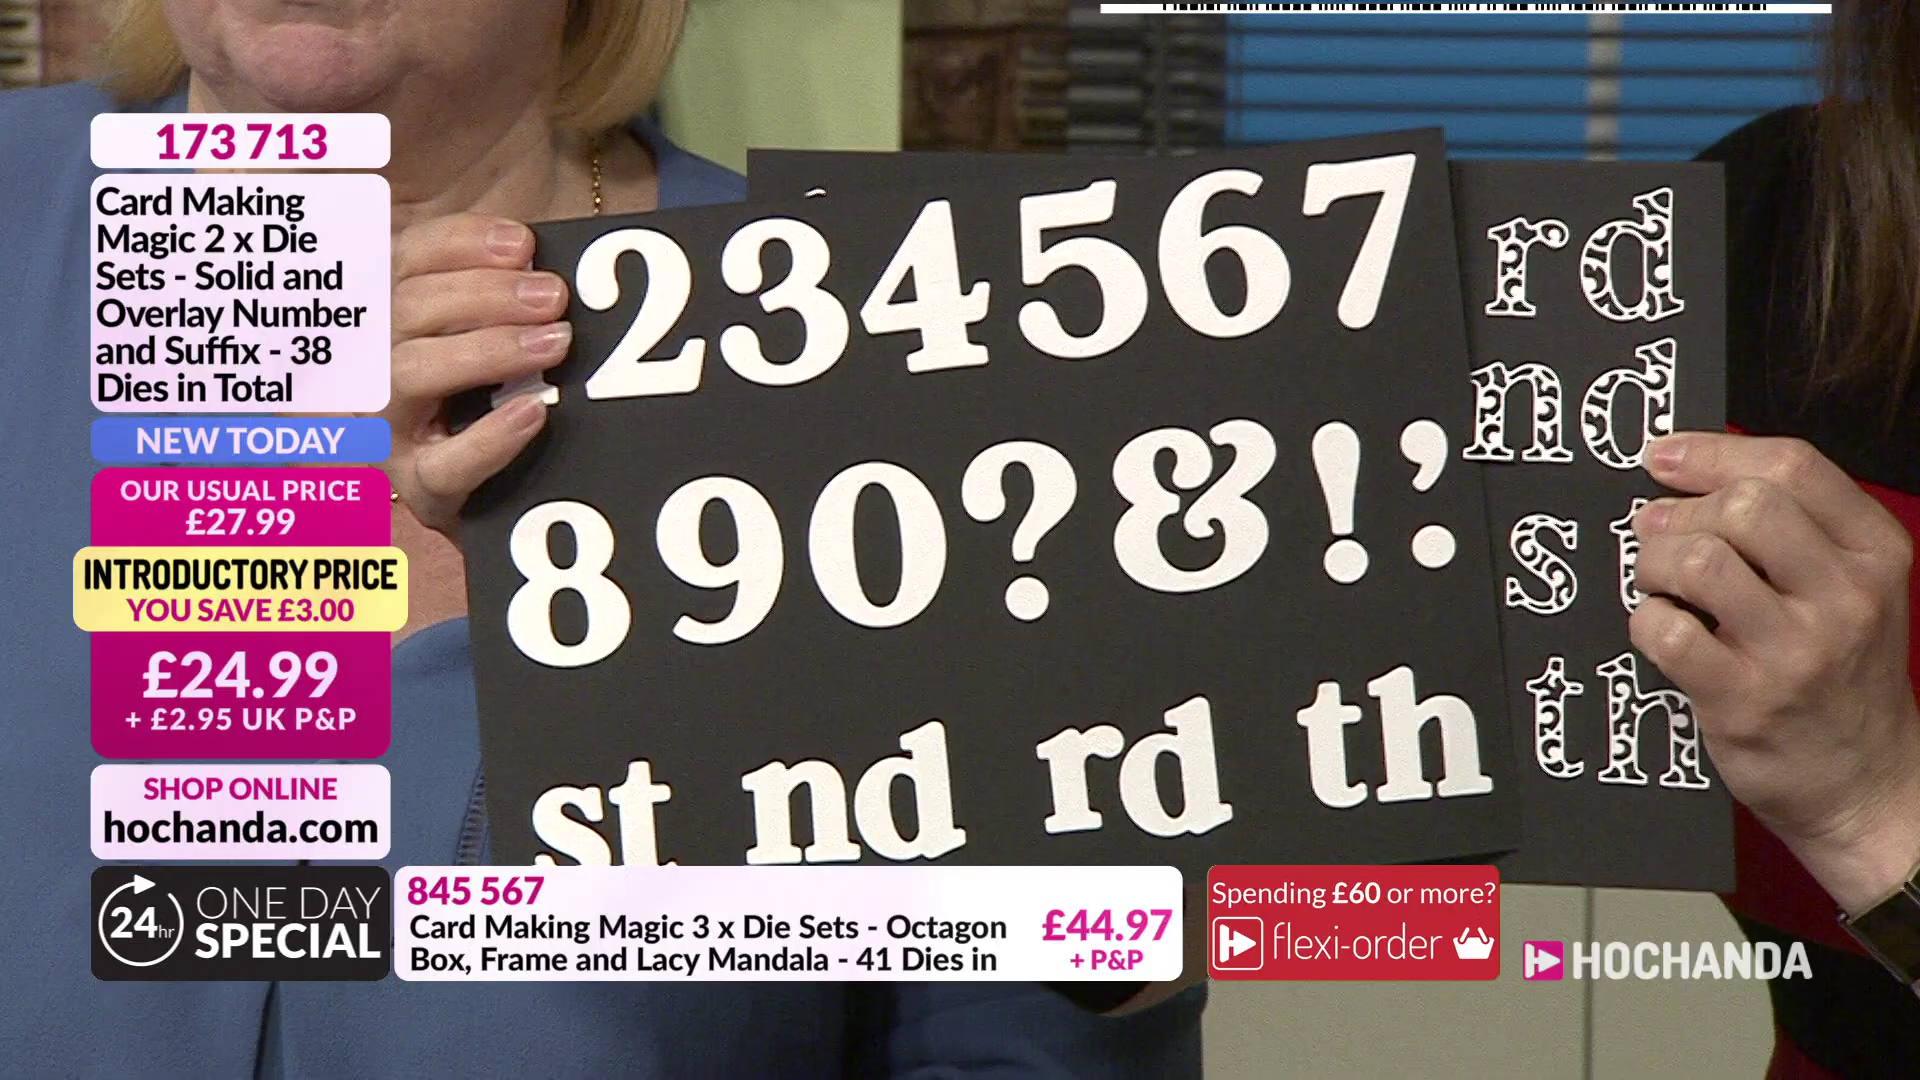 173 713
Card Making
Magic 2 x Die
Sets - Solid and
Overlay Number
and Suffix - 38
Dies in Total
NEW TODAY
OUR USUAL PRICE
£27.99
INTRODUCTORY PRICE
YOU SAVE £3.00
£24.99
+ £2.95 UK P&P
SHOP ONLINE
hochanda.com
234567
890?&!:
st nd rd th
rd
nd
st
th
24hr
ONE DAY
SPECIAL
845 567
Card Making Magic 3 x Die Sets - Octagon
Box, Frame and Lacy Mandala - 41 Dies in
£44.97
+ P&P
Spending £60 or more?
flexi-order
HOCHANDA